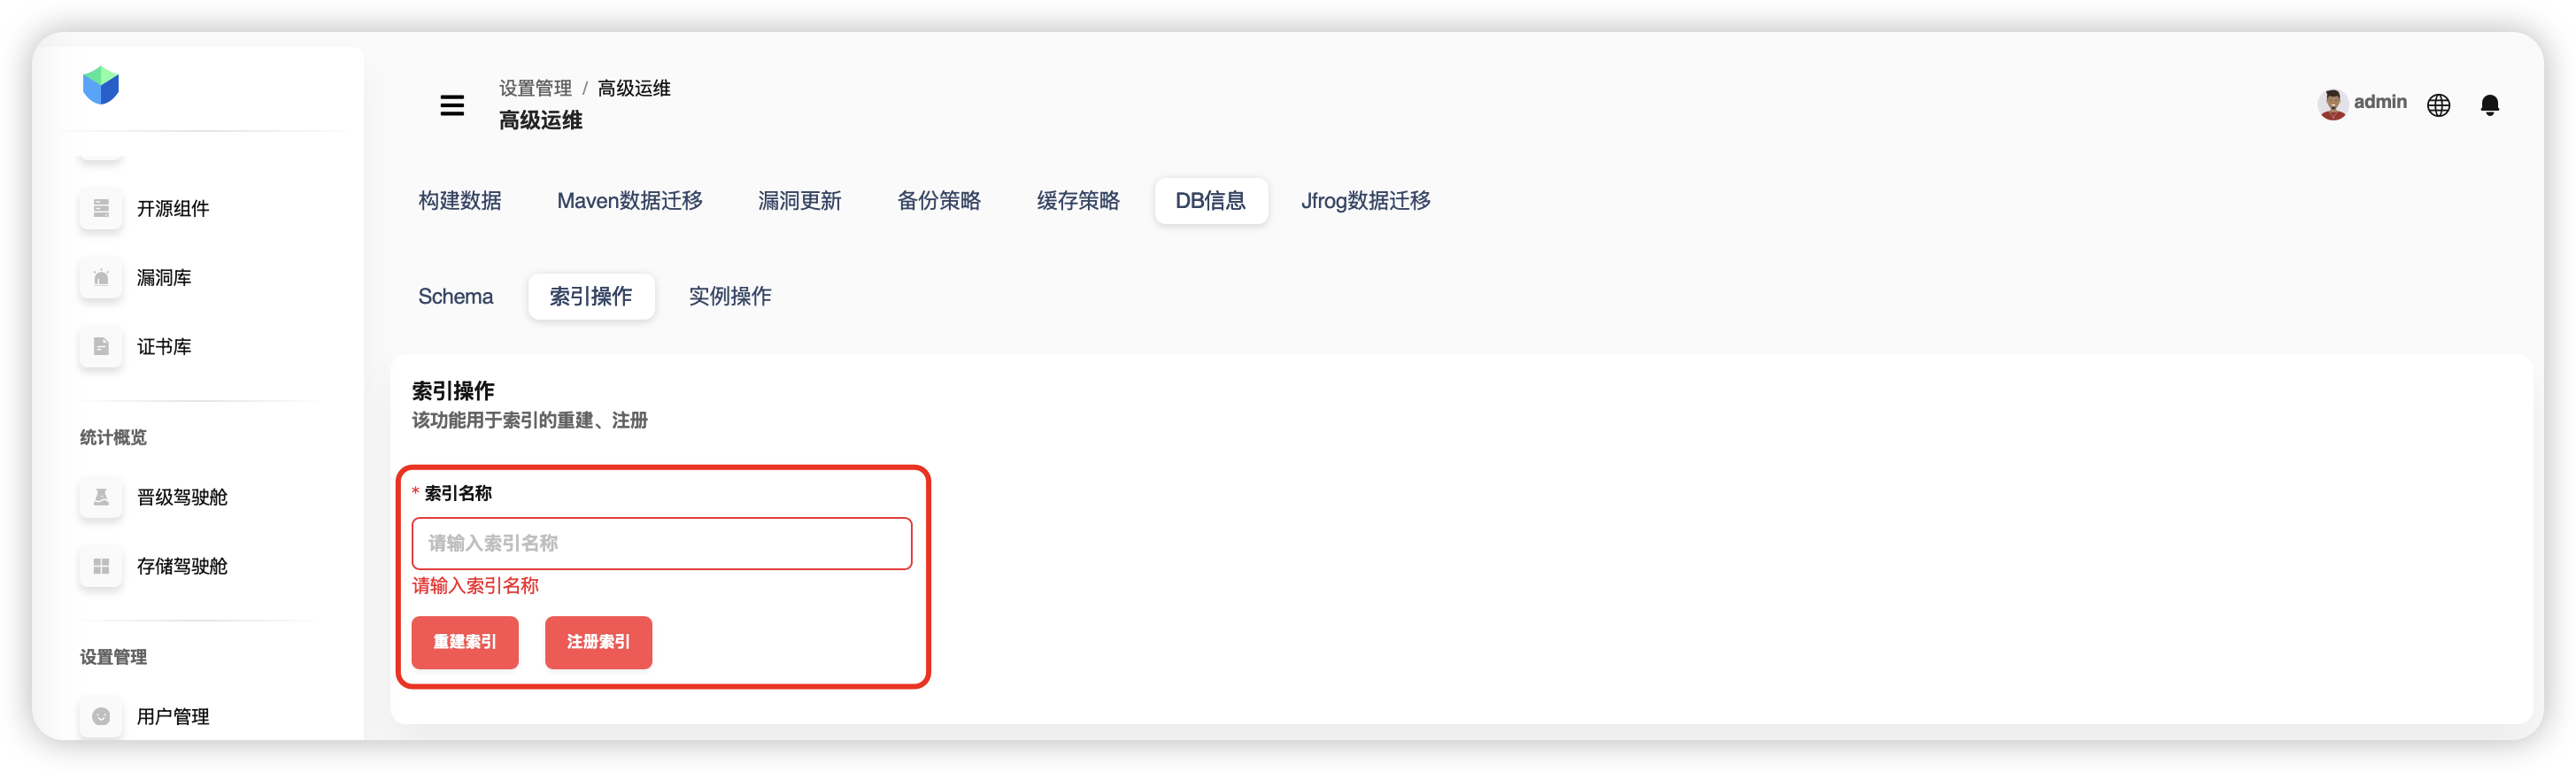 设置管理 / 高级运维
高级运维
admin
开源组件
漏洞库
证书库
统计概览
晋级驾驶舱
存储驾驶舱
设置管理
用户管理
构建数据 Maven数据迁移 漏洞更新 备份策略 缓存策略 DB信息 Jfrog数据迁移
Schema 索引操作 实例操作
索引操作
该功能用于索引的重建、注册
* 索引名称
请输入索引名称
请输入索引名称
重建索引 注册索引